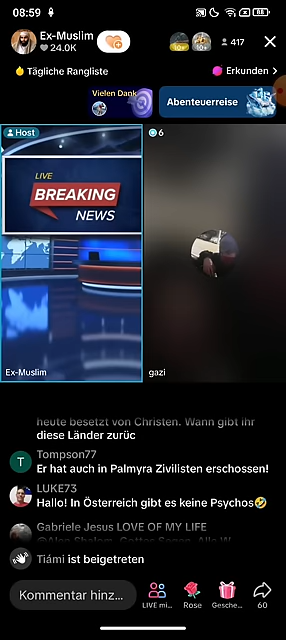 08:59
Ex-Muslim
24.0K
417
Tägliche Rangliste
Erkunden
Vielen Dank
Abenteuerreise
Host
6
LIVE
BREAKING
NEWS
Ex-Muslim
gazi
heute besetzt von Christen. Wann gibt ihr
diese Länder zurüc
Tompson77
Er hat auch in Palmyra Zivilisten erschossen!
LUKE73
Hallo! In Österreich gibt es keine Psychos🤣
Gabriele Jesus LOVE OF MY LIFE
Tiámi ist beigetreten
Kommentar hinz...
LIVE mi...
Rose
Gesche...
60